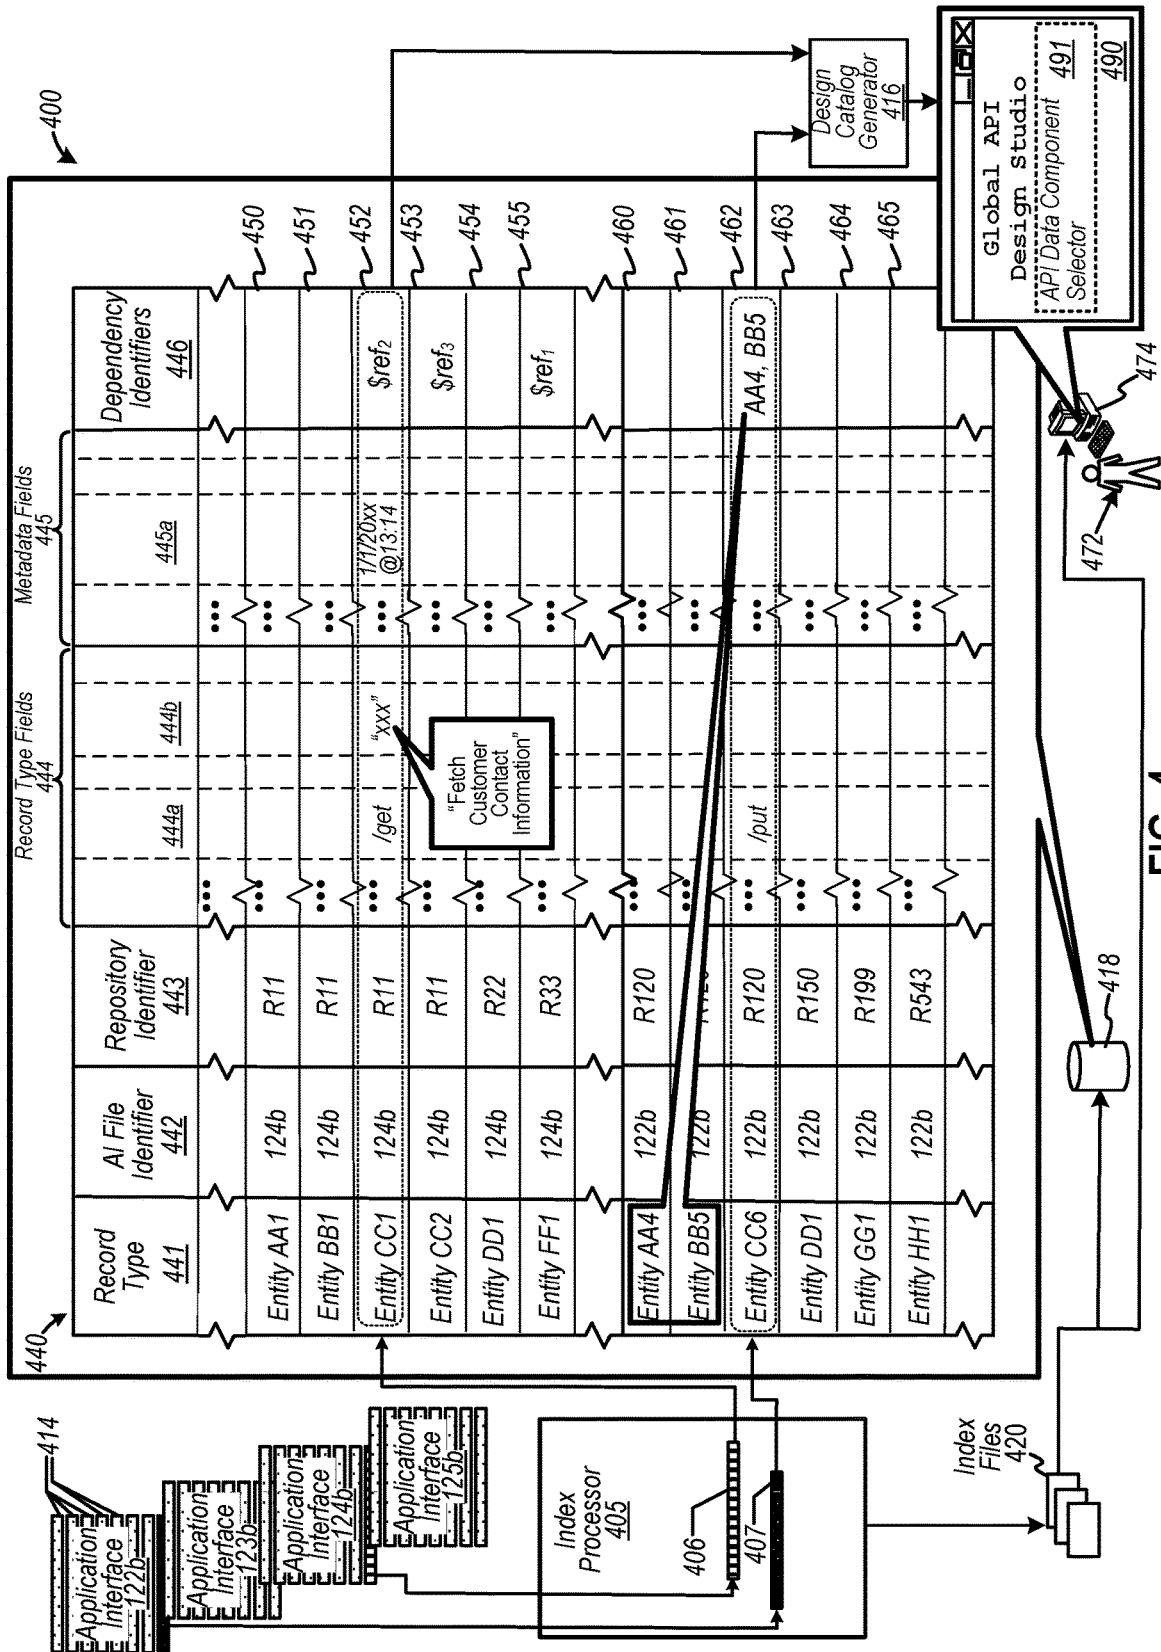 400
440
Record Type Fields
444
Metadata Fields
445
Record
Type
441
AI File
Identifier
442
Repository
Identifier
443
444a
444b
445a
Dependency
Identifiers
446
Entity AA1 124b R11 450
Entity BB1 124b R11 451
Entity CC1 124b R11 /get "xxx" 1/1/20xx @13:14 $ref2 452
Entity CC2 124b R11 $ref3 453
Entity DD1 124b R22 454
Entity FF1 124b R33 $ref1 455
"Fetch
Customer
Contact
Information"
Entity AA4 122b R120 460
Entity BB5 122b 461
Entity CC6 122b R120 /put AA4, BB5 462
Entity DD1 122b R150 463
Entity GG1 122b R199 464
Entity HH1 122b R543 465
414
Application
Interface
122b
Application
Interface
123b
Application
Interface
124b
Application
Interface
125b
Index
Processor
405
406
407
Index
Files
420
418
472
474
Design
Catalog
Generator
416
Global API
Design Studio
API Data Component
Selector 491
490